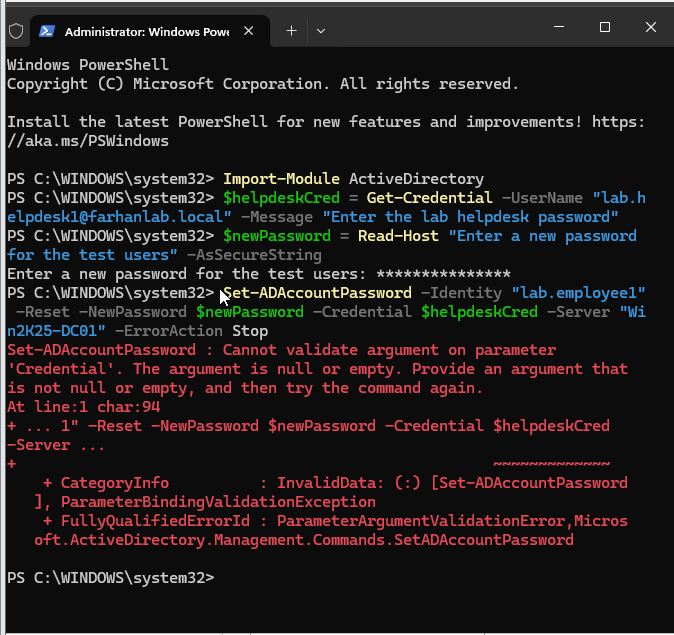 Administrator: Windows Powe
Windows PowerShell
Copyright (C) Microsoft Corporation. All rights reserved.
Install the latest PowerShell for new features and improvements! https:
//aka.ms/PSWindows
PS C:\WINDOWS\system32> Import-Module ActiveDirectory
PS C:\WINDOWS\system32> $helpdeskCred = Get-Credential -UserName "lab.h
elpdesk1@farhanlab.local" -Message "Enter the lab helpdesk password"
PS C:\WINDOWS\system32> $newPassword = Read-Host "Enter a new password
for the test users" -AsSecureString
Enter a new password for the test users: ***************
PS C:\WINDOWS\system32> Set-ADAccountPassword -Identity "lab.employee1"
-Reset -NewPassword $newPassword -Credential $helpdeskCred -Server "Wi
n2K25-DC01" -ErrorAction Stop
Set-ADAccountPassword : Cannot validate argument on parameter
'Credential'. The argument is null or empty. Provide an argument that
is not null or empty, and then try the command again.
At line:1 char:94
+ ... 1" -Reset -NewPassword $newPassword -Credential $helpdeskCred
-Server ...
+                                                      ~~~~~~~~~~~~~
    + CategoryInfo          : InvalidData: (:) [Set-ADAccountPassword
   ], ParameterBindingValidationException
    + FullyQualifiedErrorId : ParameterArgumentValidationError,Micros
   oft.ActiveDirectory.Management.Commands.SetADAccountPassword
PS C:\WINDOWS\system32>